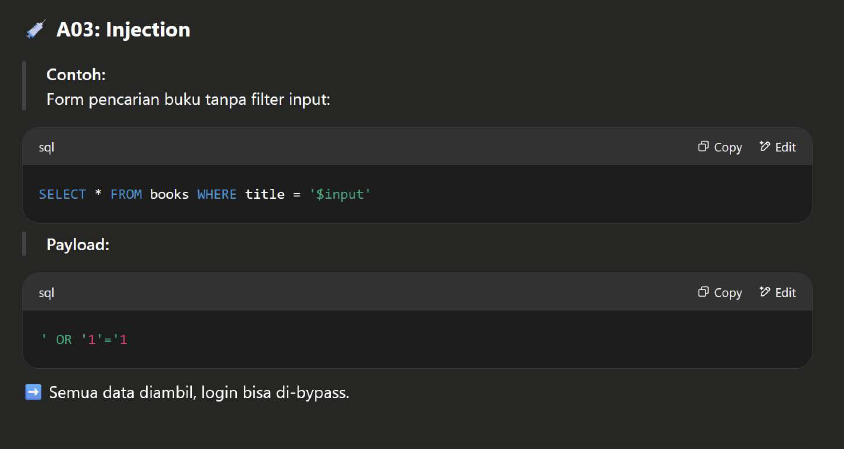 A03: Injection
Contoh:
Form pencarian buku tanpa filter input:
sql
Copy
Edit
SELECT * FROM books WHERE title = '$input'
Payload:
sql
Copy
Edit
' OR '1'='1
Semua data diambil, login bisa di-bypass.